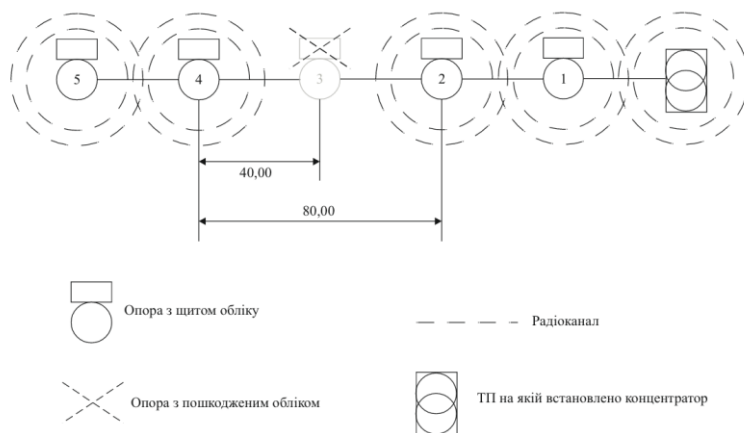 5 4 3 2 1
40,00
80,00
Опора з щитом обліку
Радіоканал
Опора з пошкодженим обліком
ТП на якій встановлено концентратор